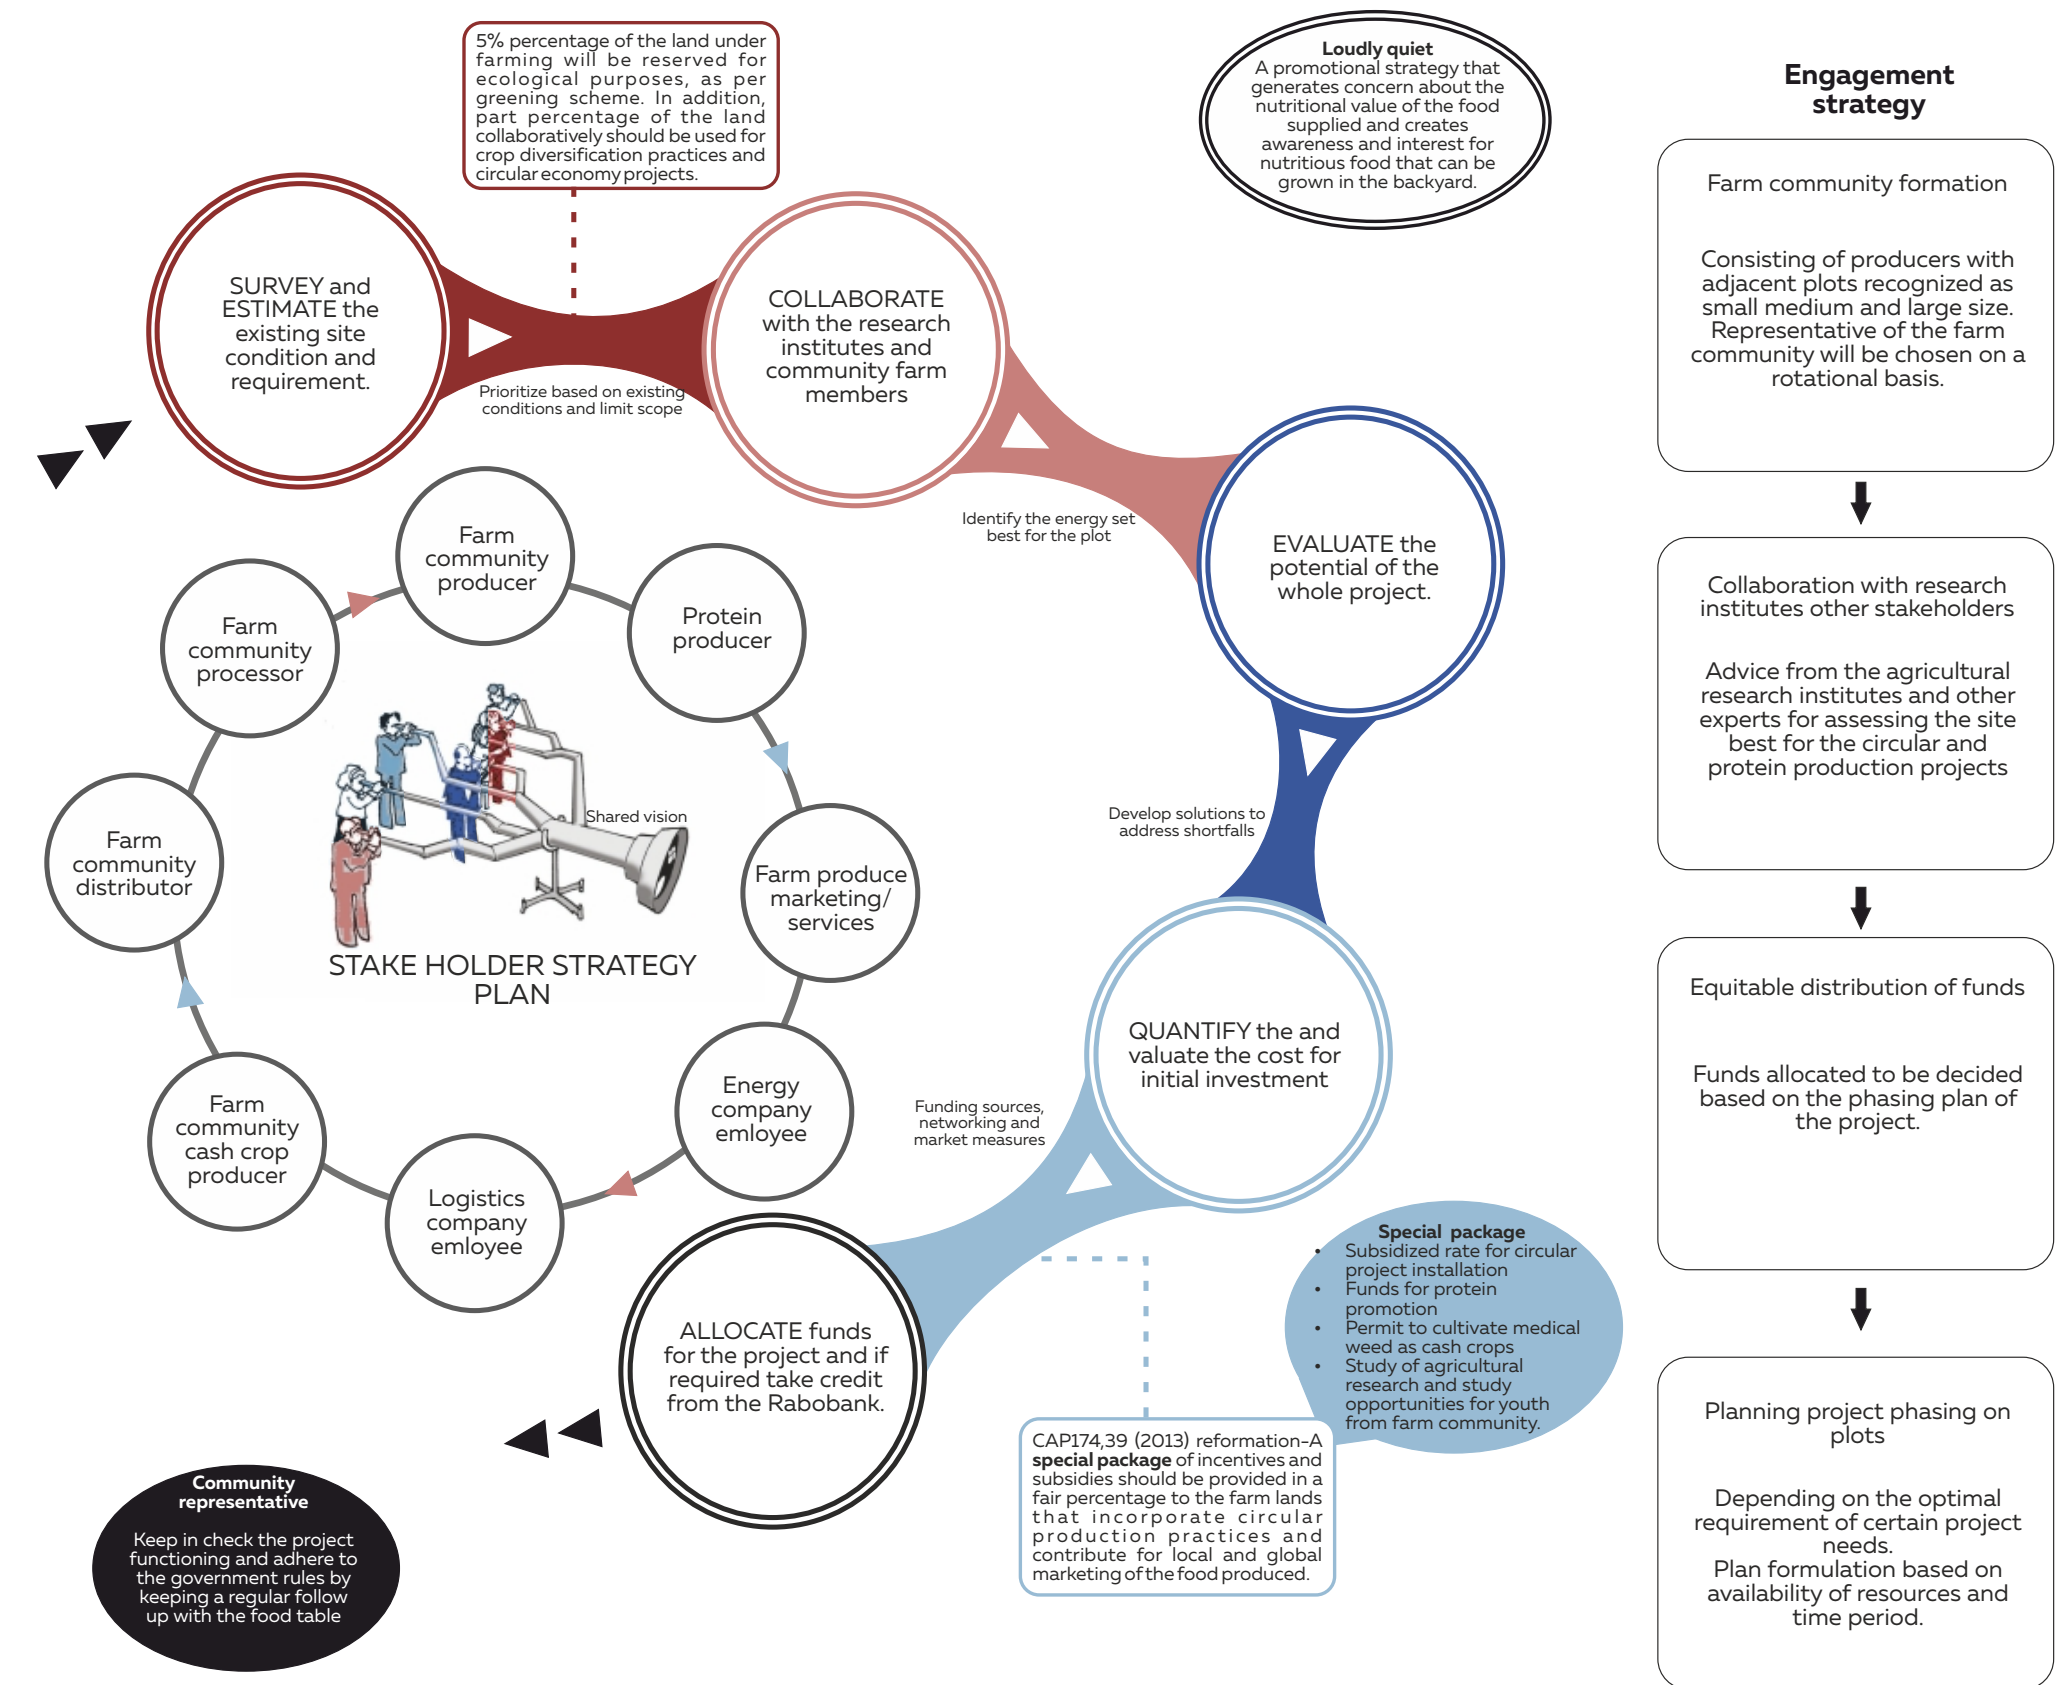 5% percentage of the land under
farming will be reserved for
ecological purposes, as per
greening scheme. In addition,
part percentage of the land
collaboratively should be used for
crop diversification practices and
circular economy projects.
Loudly quiet
A promotional strategy that
generates concern about the
nutritional value of the food
supplied and creates
awareness and interest for
nutritious food that can be
grown in the backyard.
SURVEY and
ESTIMATE the
existing site
condition and
requirement.
Prioritize based on existing
conditions and limit scope
COLLABORATE
with the research
institutes and
community farm
members
Identify the energy set
best for the plot
EVALUATE the
potential of the
whole project.
Develop solutions to
address shortfalls
QUANTIFY the and
valuate the cost for
initial investment
Funding sources,
networking and
market measures
ALLOCATE funds
for the project and if
required take credit
from the Rabobank.
Farm
community
producer
Protein
producer
Farm produce
marketing/
services
Energy
company
emloyee
Logistics
company
emloyee
Farm
community
cash crop
producer
Farm
community
distributor
Farm
community
processor
Shared vision
STAKE HOLDER STRATEGY
PLAN
Special package
• Subsidized rate for circular
project installation
• Funds for protein
promotion
• Permit to cultivate medical
weed as cash crops
• Study of agricultural
research and study
opportunities for youth
from farm community.
CAP174,39 (2013) reformation-A
special package of incentives and
subsidies should be provided in a
fair percentage to the farm lands
that incorporate circular
production practices and
contribute for local and global
marketing of the food produced.
Community
representative
Keep in check the project
functioning and adhere to
the government rules by
keeping a regular follow
up with the food table
Engagement
strategy
Farm community formation
Consisting of producers with
adjacent plots recognized as
small medium and large size.
Representative of the farm
community will be chosen on a
rotational basis.
Collaboration with research
institutes other stakeholders
Advice from the agricultural
research institutes and other
experts for assessing the site
best for the circular and
protein production projects
Equitable distribution of funds
Funds allocated to be decided
based on the phasing plan of
the project.
Planning project phasing on
plots
Depending on the optimal
requirement of certain project
needs.
Plan formulation based on
availability of resources and
time period.